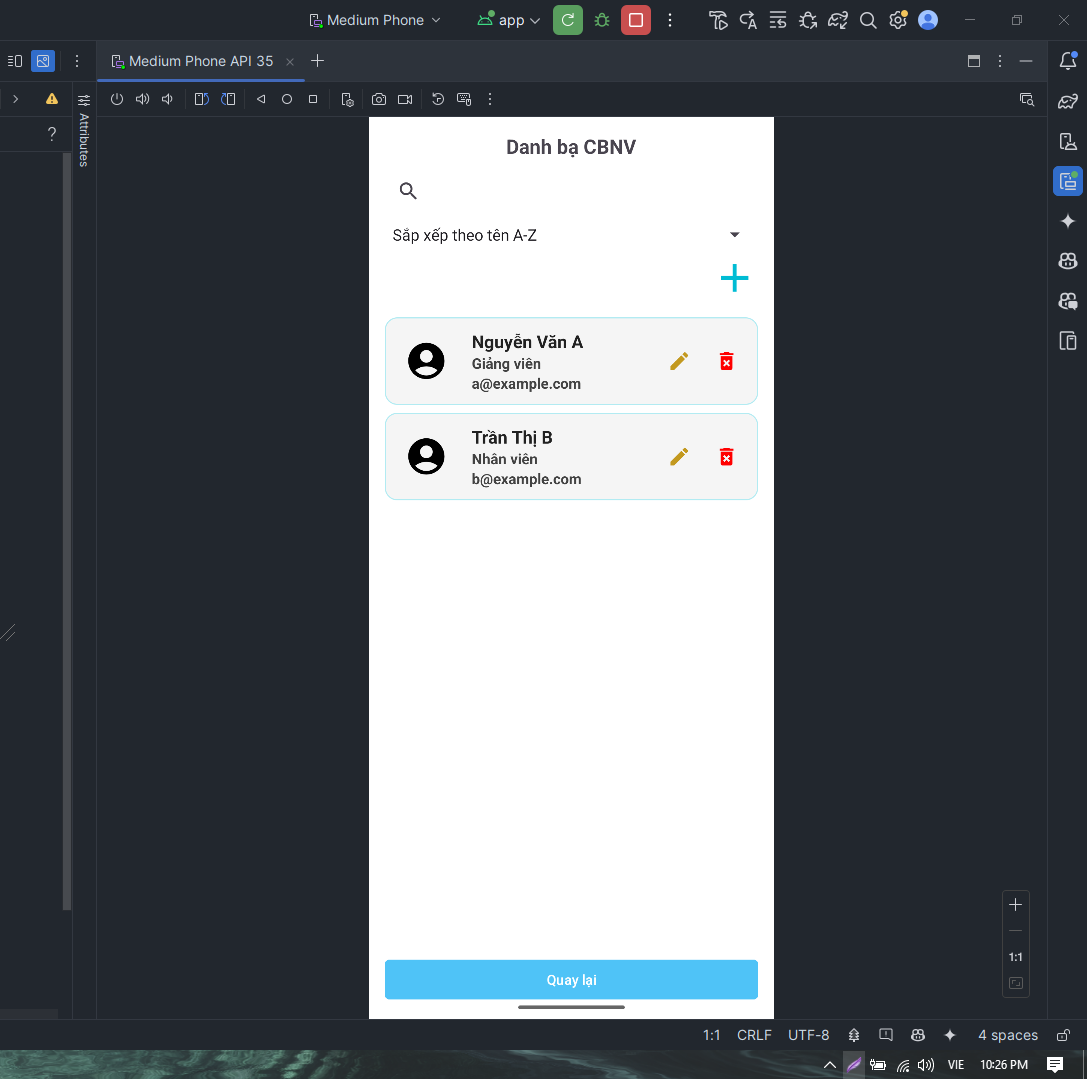 Medium Phone
app
Medium Phone API 35
?
Attributes
Danh bạ CBNV
Sắp xếp theo tên A-Z
Nguyễn Văn A
Giảng viên
a@example.com
Trần Thị B
Nhân viên
b@example.com
1:1
Quay lại
1:1
CRLF
UTF-8
4 spaces
VIE
10:26 PM